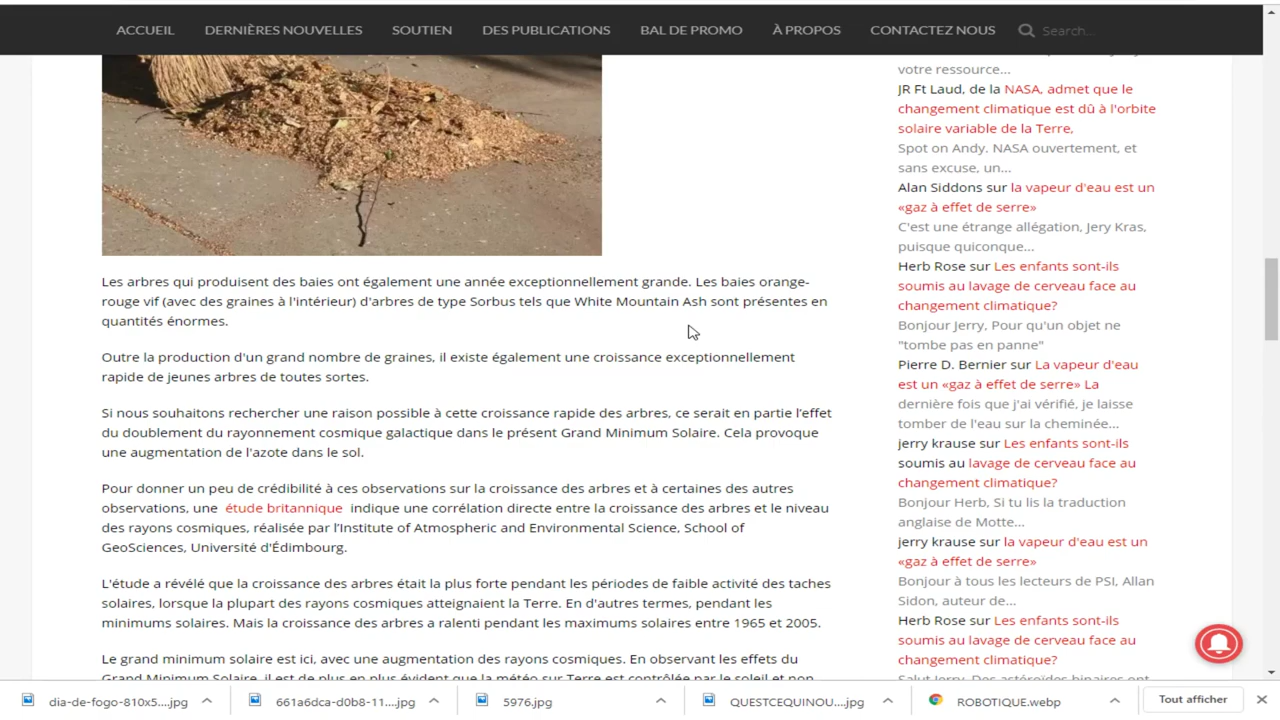 ACCUEIL DERNIÈRES NOUVELLES SOUTIEN DES PUBLICATIONS BAL DE PROMO À PROPOS CONTACTEZ NOUS Search...
Les arbres qui produisent des baies ont également une année exceptionnellement grande. Les baies orange-
rouge vif (avec des graines à l'intérieur) d'arbres de type Sorbus tels que White Mountain Ash sont présentes en
quantités énormes.
Outre la production d'un grand nombre de graines, il existe également une croissance exceptionnellement
rapide de jeunes arbres de toutes sortes.
Si nous souhaitons rechercher une raison possible à cette croissance rapide des arbres, ce serait en partie l'effet
du doublement du rayonnement cosmique galactique dans le présent Grand Minimum Solaire. Cela provoque
une augmentation de l'azote dans le sol.
Pour donner un peu de crédibilité à ces observations sur la croissance des arbres et à certaines des autres
observations, une étude britannique indique une corrélation directe entre la croissance des arbres et le niveau
des rayons cosmiques, réalisée par l'Institute of Atmospheric and Environmental Science, School of
GeoSciences, Université d'Édimbourg.
L'étude a révélé que la croissance des arbres était la plus forte pendant les périodes de faible activité des taches
solaires, lorsque la plupart des rayons cosmiques atteignaient la Terre. En d'autres termes, pendant les
minimums solaires. Mais la croissance des arbres a ralenti pendant les maximums solaires entre 1965 et 2005.
Le grand minimum solaire est ici, avec une augmentation des rayons cosmiques. En observant les effets du
Grand Minimum Solaire, il est de plus en plus évident que la météo sur Terre est contrôlée par le soleil et non
votre ressource...
JR Ft Laud, de la NASA, admet que le
changement climatique est dû à l'orbite
solaire variable de la Terre,
Spot on Andy. NASA ouvertement, et
sans excuse, un...
Alan Siddons sur la vapeur d'eau est un
«gaz à effet de serre»
C'est une étrange allégation, Jery Kras,
puisque quiconque...
Herb Rose sur Les enfants sont-ils
soumis au lavage de cerveau face au
changement climatique?
Bonjour Jerry, Pour qu'un objet ne
"tombe pas en panne"
Pierre D. Bernier sur La vapeur d'eau
est un «gaz à effet de serre» La
dernière fois que j'ai vérifié, je laisse
tomber de l'eau sur la cheminée...
jerry krause sur Les enfants sont-ils
soumis au lavage de cerveau face au
changement climatique?
Bonjour Herb, Si tu lis la traduction
anglaise de Motte...
jerry krause sur la vapeur d'eau est un
«gaz à effet de serre»
Bonjour à tous les lecteurs de PSI, Allan
Sidon, auteur de...
Herb Rose sur Les enfants sont-ils
soumis au lavage de cerveau face au
changement climatique?
Salut Jerry, Des astéroïdes binaires ont
dia-de-fogo-810x5....jpg 661a6dca-d0b8-11....jpg 5976.jpg QUESTCEQUINOU....jpg ROBOTIQUE.webp Tout afficher